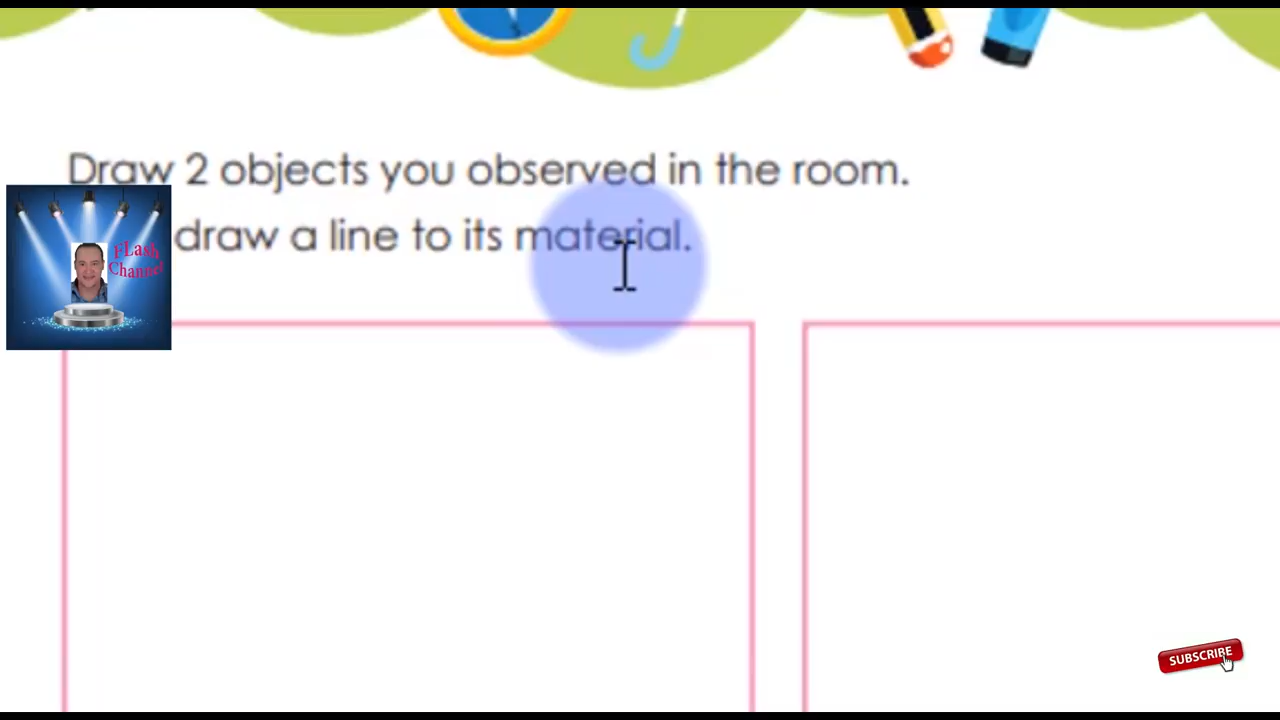 Draw 2 objects you observed in the room.
draw a line to its material.
FLash
Channel
SUBSCRIBE